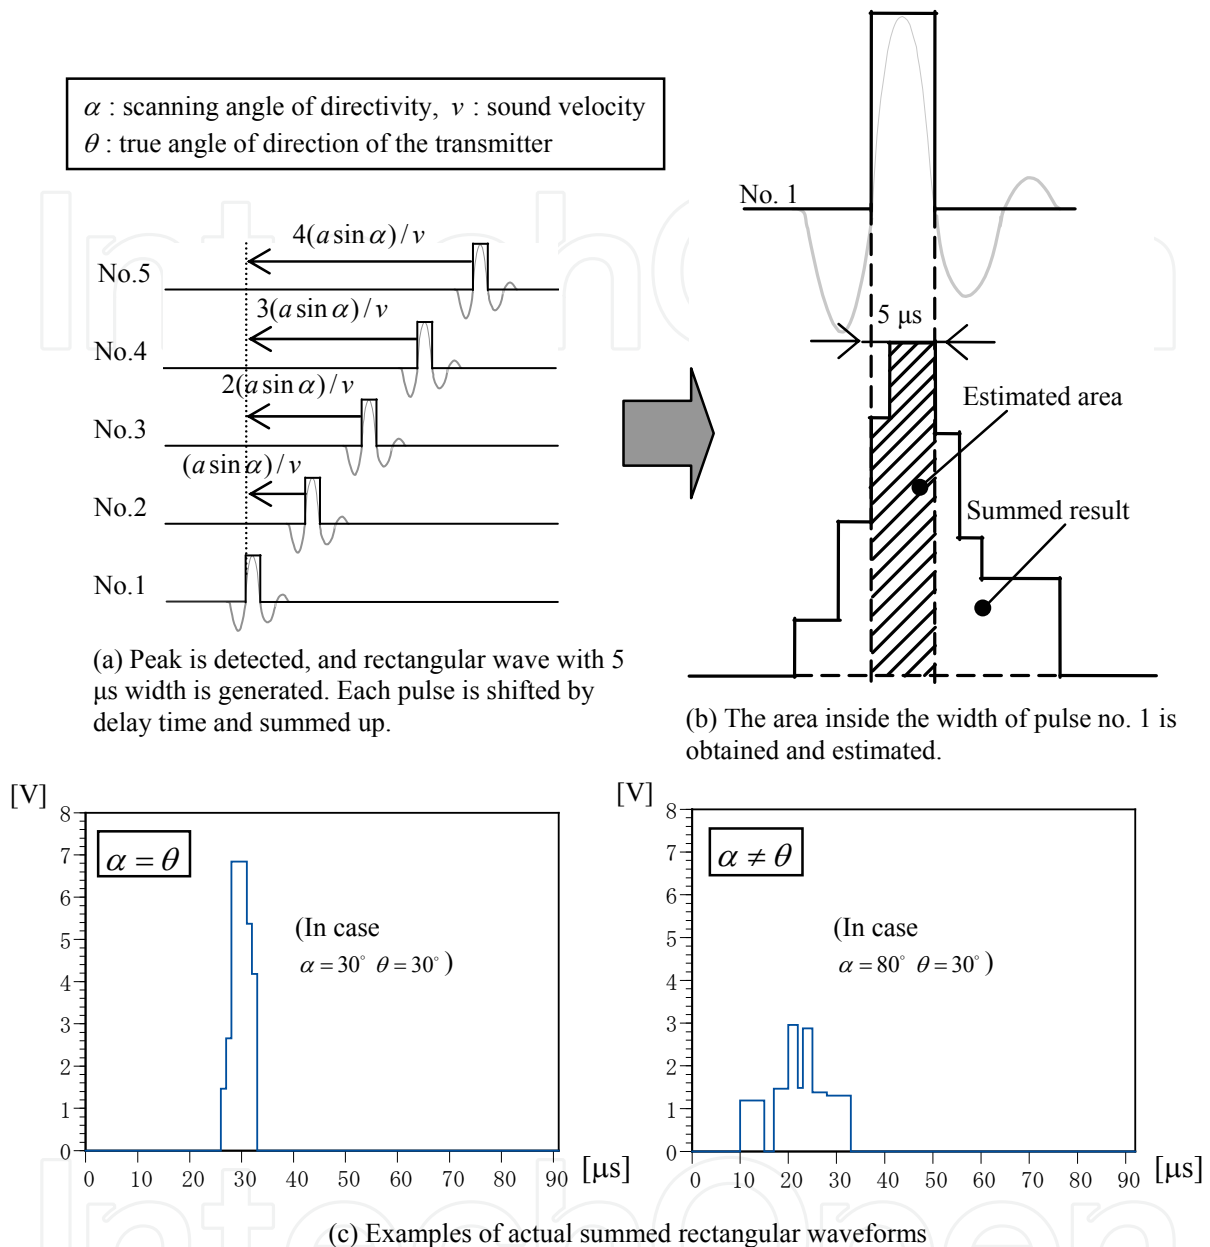 α : scanning angle of directivity, v : sound velocity
θ : true angle of direction of the transmitter
No.5
4(a sin α)/v
No.4
3(a sin α)/v
No.3
2(a sin α)/v
No.2
(a sin α)/v
No.1
(a) Peak is detected, and rectangular wave with 5
μs width is generated. Each pulse is shifted by
delay time and summed up.
No. 1
5 μs
Estimated area
Summed result
(b) The area inside the width of pulse no. 1 is
obtained and estimated.
[V]
8
7
6
5
4
3
2
1
0
α = θ
(In case
α = 30° θ = 30° )
0 10 20 30 40 50 60 70 80 90
[μs]
[V]
8
7
6
5
4
3
2
1
0
α ≠ θ
(In case
α = 80° θ = 30° )
0 10 20 30 40 50 60 70 80 90
[μs]
(c) Examples of actual summed rectangular waveforms
IntechOpen
IntechOpen